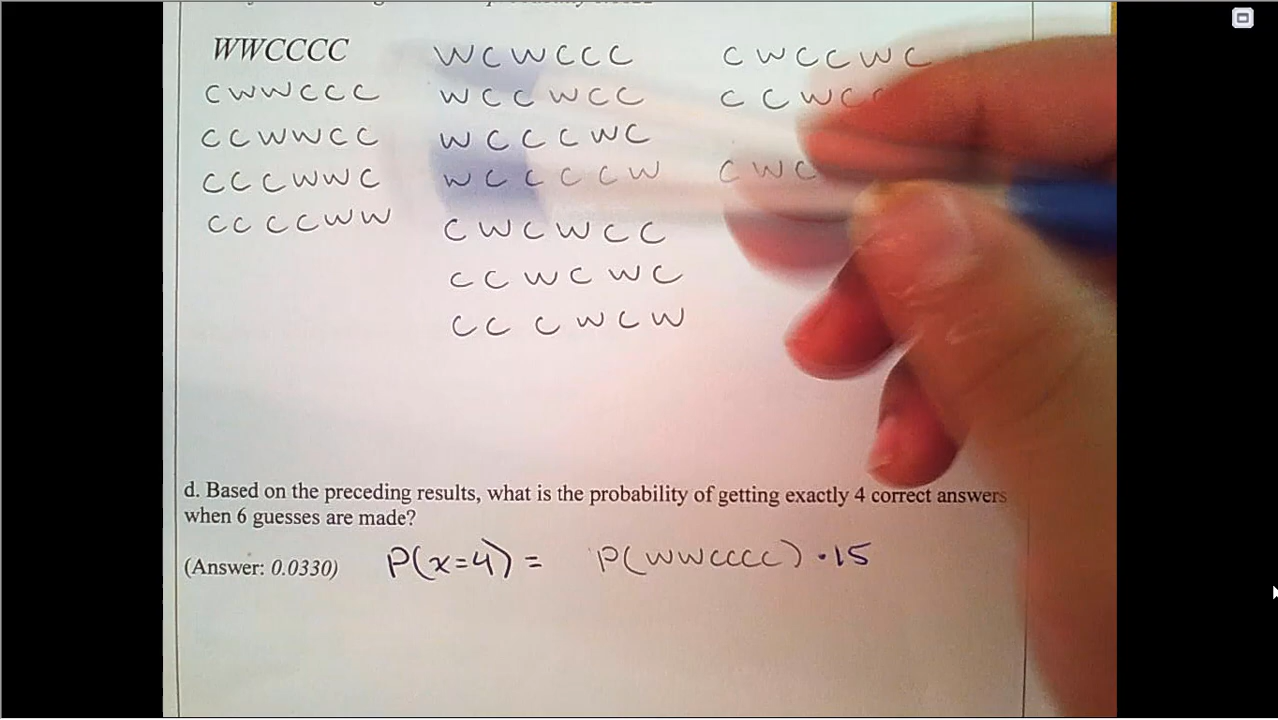 WWCCCC
CWWCCC
CCWWCC
CCCWWC
CCCCWW
WCWCCC
WCCWCC
WCCCWC
WCCCCW
CWCWCC
CCWCWC
CCCWCW
CWCCWC
CCWC
CWC
d. Based on the preceding results, what is the probability of getting exactly 4 correct answers
when 6 guesses are made?
(Answer: 0.0330) P(x=4) = P(WWCCCC) · 15